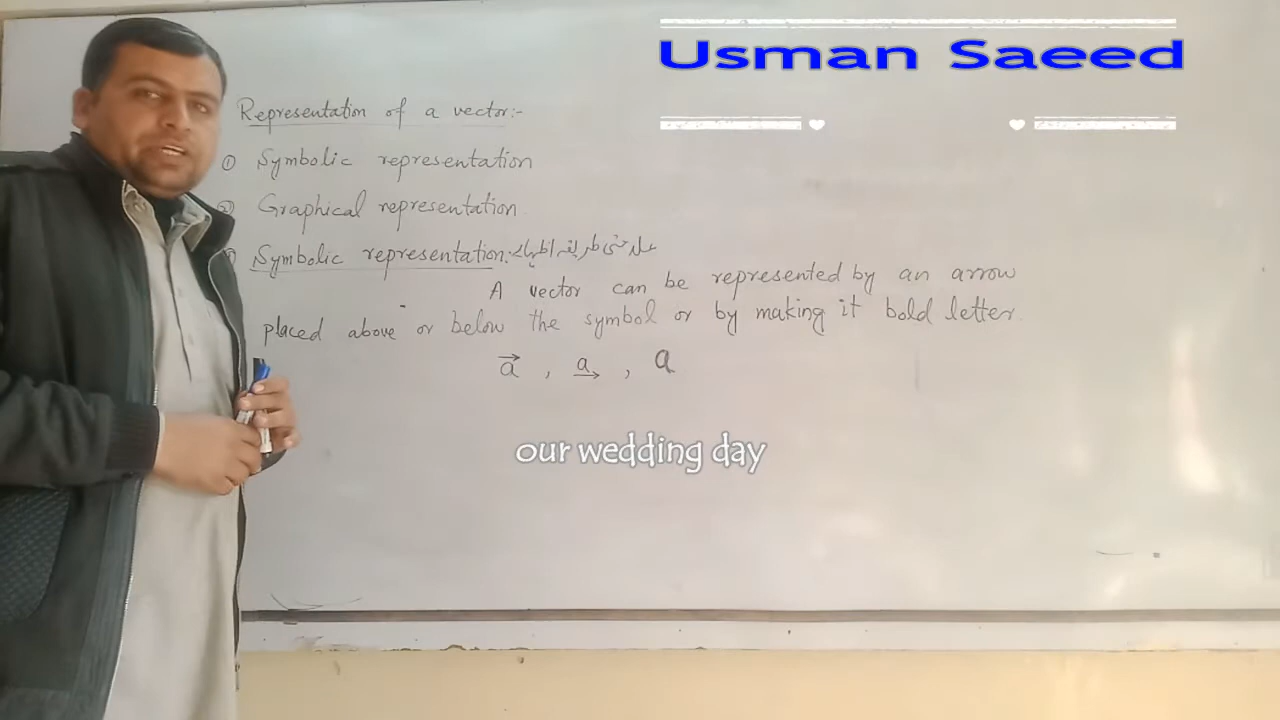 Usman Saeed
Representation of a vector:-
① Symbolic representation
② Graphical representation
Symbolic representation:
A vector can be represented by an arrow
placed above or below the symbol or by making it bold letter.
a⃗ , a͢ , a
our wedding day